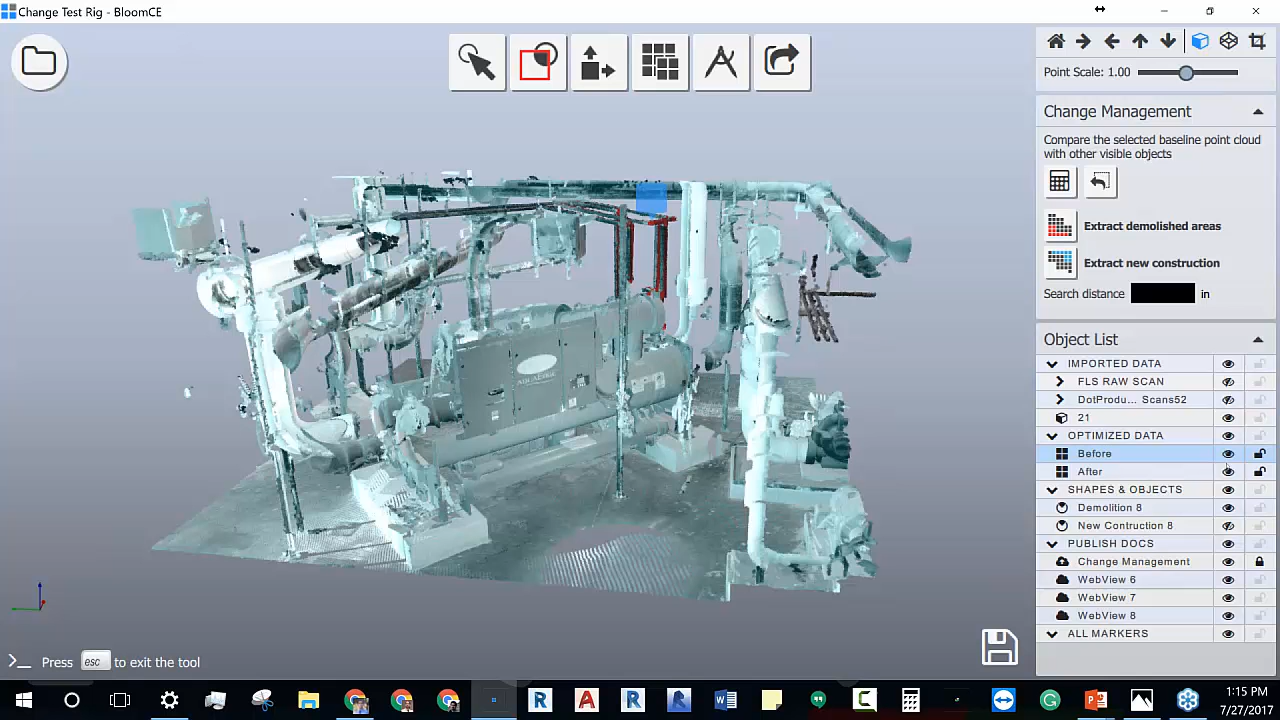 Change Test Rig - BloomCE
Point Scale: 1.00
Change Management
Compare the selected baseline point cloud
with other visible objects
Extract demolished areas
Extract new construction
Search distance
in
Object List
IMPORTED DATA
FLS RAW SCAN
DotProdu... Scans52
21
OPTIMIZED DATA
Before
After
SHAPES & OBJECTS
Demolition 8
New Contruction 8
PUBLISH DOCS
Change Management
WebView 6
WebView 7
WebView 8
ALL MARKERS
Press esc to exit the tool
1:15 PM
7/27/2017